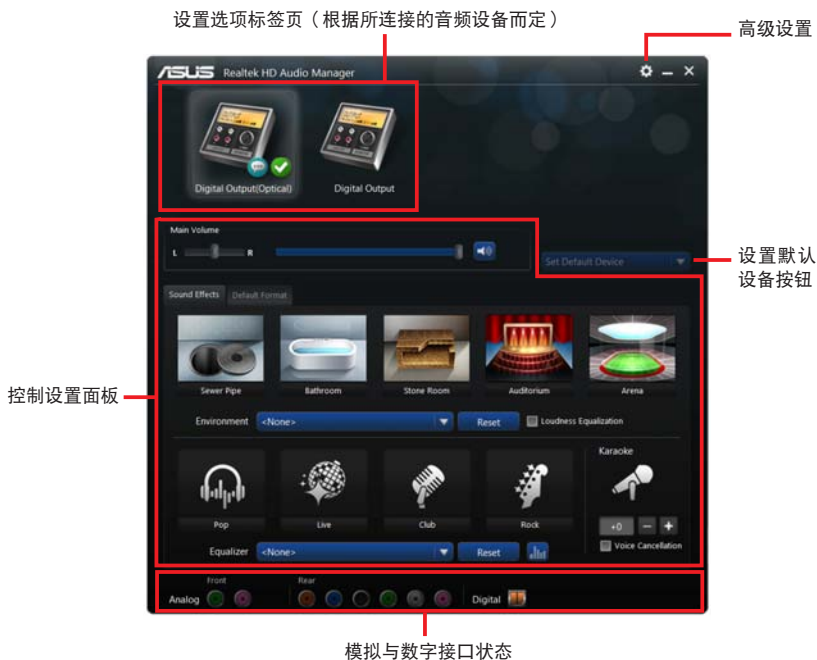 设置选项标签页（根据所连接的音频设备而定）
高级设置
ASUS Realtek HD Audio Manager
Digital Output(Optical)
Digital Output
Main Volume
L
R
Set Default Device
设置默认
设备按钮
Sound Effects
Default Format
控制设置面板
Sewer Pipe
Bathroom
Stone Room
Auditorium
Arena
Environment
<None>
Reset
Loudness Equalization
Karaoke
Pop
Live
Club
Rock
+0
Equalizer
<None>
Reset
Voice Cancellation
Front
Rear
Analog
Digital
模拟与数字接口状态